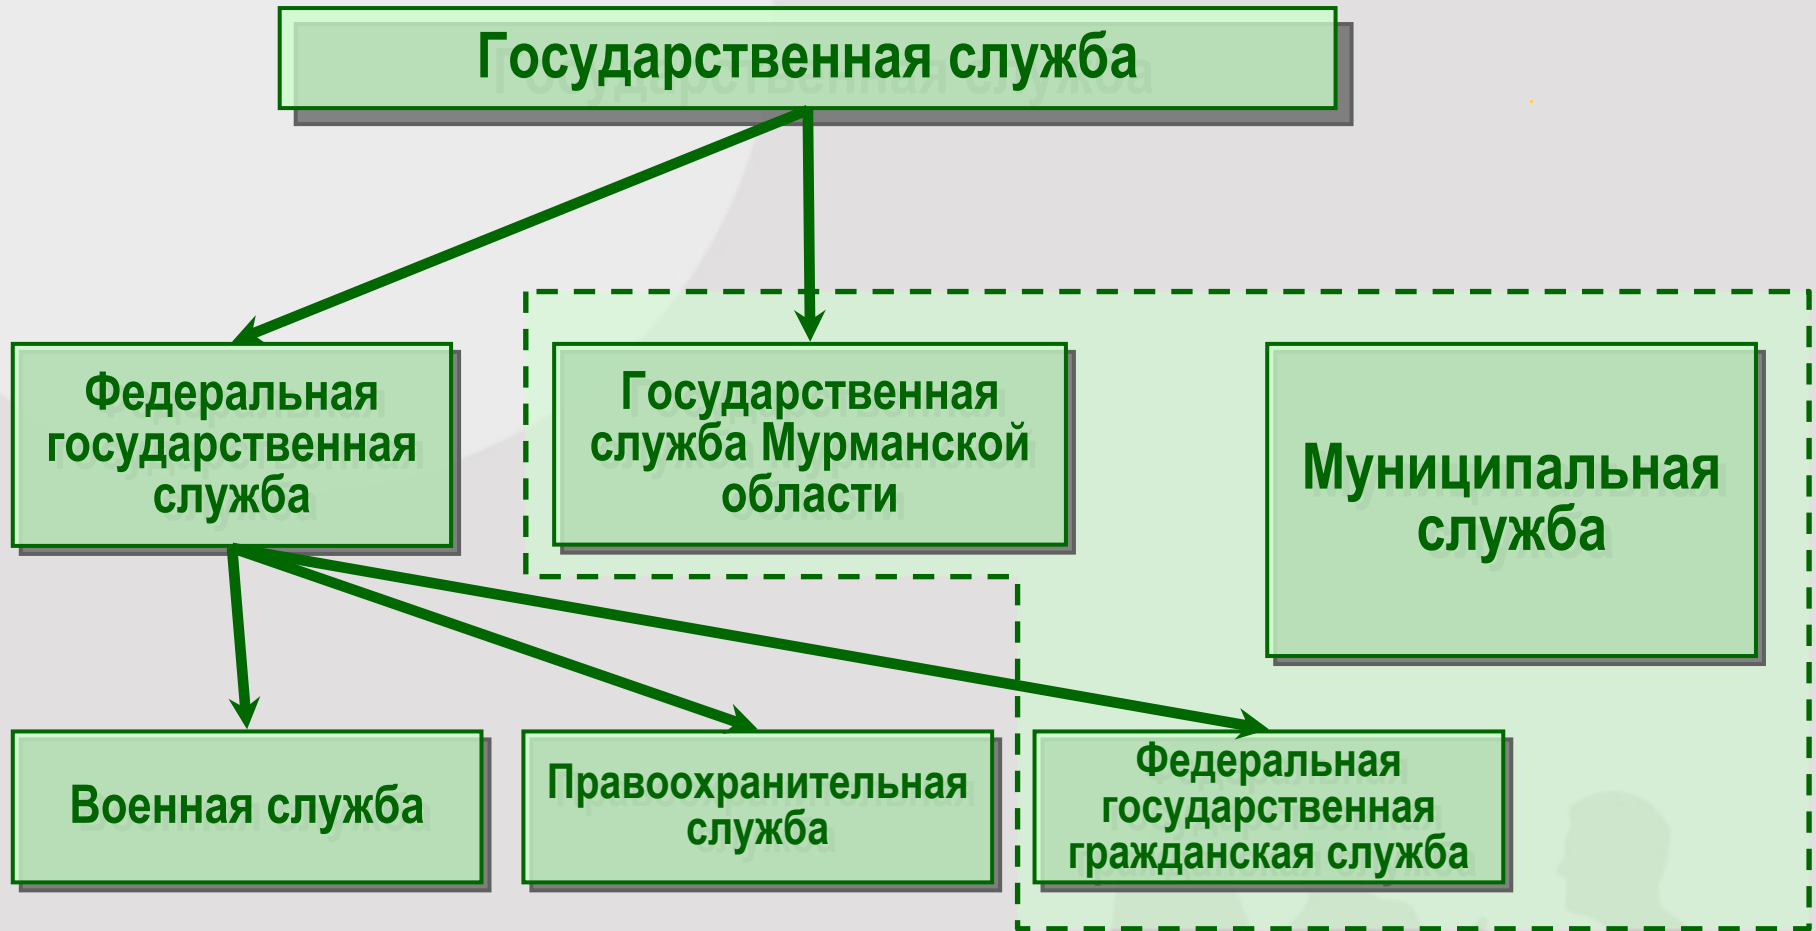 Государственная служба
Федеральная
государственная
служба
Государственная
служба Мурманской
области
Муниципальная
служба
Военная служба
Правоохранительная
служба
Федеральная
государственная
гражданская служба